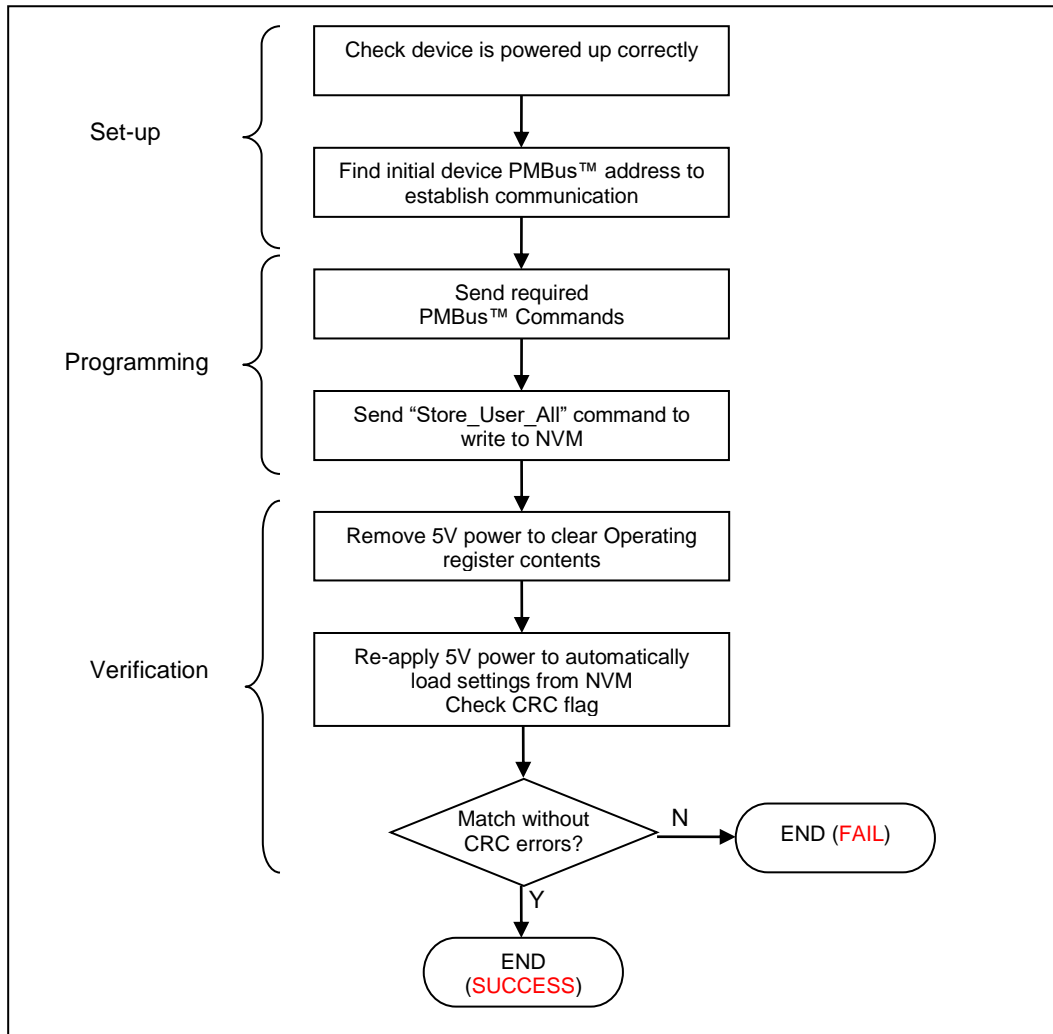 Check device is powered up correctly
Set-up
Find initial device PMBus™ address to
establish communication
Send required
PMBus™ Commands
Programming
Send “Store_User_All” command to
write to NVM
Remove 5V power to clear Operating
register contents
Verification
Re-apply 5V power to automatically
load settings from NVM
Check CRC flag
Match without
CRC errors?
N
END (FAIL)
Y
END
(SUCCESS)